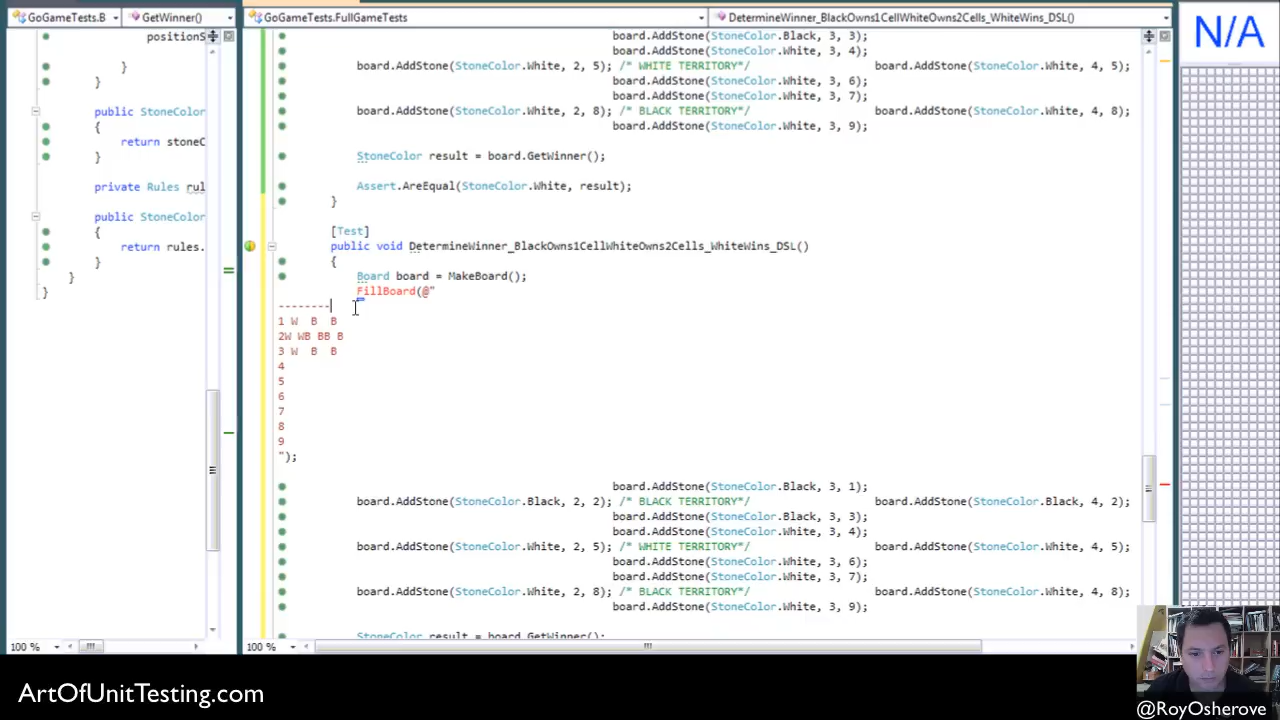 GoGameTests.B
GetWinner()
positionS
}
}
public StoneColor
{
return stoneC
}
private Rules rul
public StoneColor
{
return rules.
}
}
}
100 %
GoGameTests.FullGameTests
DetermineWinner_BlackOwns1CellWhiteOwns2Cells_WhiteWins_DSL()
board.AddStone(StoneColor.Black, 3, 3);
board.AddStone(StoneColor.White, 3, 4);
board.AddStone(StoneColor.White, 2, 5); /* WHITE TERRITORY*/ board.AddStone(StoneColor.White, 4, 5);
board.AddStone(StoneColor.White, 3, 6);
board.AddStone(StoneColor.White, 3, 7);
board.AddStone(StoneColor.White, 2, 8); /* BLACK TERRITORY*/ board.AddStone(StoneColor.White, 4, 8);
board.AddStone(StoneColor.White, 3, 9);
StoneColor result = board.GetWinner();
Assert.AreEqual(StoneColor.White, result);
}
[Test]
public void DetermineWinner_BlackOwns1CellWhiteOwns2Cells_WhiteWins_DSL()
{
Board board = MakeBoard();
FillBoard(@"
--------
1 W  B  B
2W WB BB B
3 W  B  B
4
5
6
7
8
9
");
board.AddStone(StoneColor.Black, 3, 1);
board.AddStone(StoneColor.Black, 2, 2); /* BLACK TERRITORY*/ board.AddStone(StoneColor.Black, 4, 2);
board.AddStone(StoneColor.Black, 3, 3);
board.AddStone(StoneColor.White, 3, 4);
board.AddStone(StoneColor.White, 2, 5); /* WHITE TERRITORY*/ board.AddStone(StoneColor.White, 4, 5);
board.AddStone(StoneColor.White, 3, 6);
board.AddStone(StoneColor.White, 3, 7);
board.AddStone(StoneColor.White, 2, 8); /* BLACK TERRITORY*/ board.AddStone(StoneColor.White, 4, 8);
board.AddStone(StoneColor.White, 3, 9);
StoneColor result = board.GetWinner();
100 %
N/A
ArtOfUnitTesting.com
@RoyOsherove